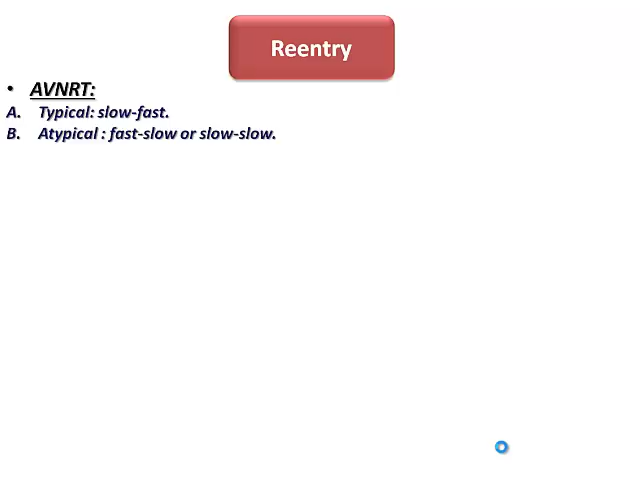 Reentry
• AVNRT:
A. Typical: slow-fast.
B. Atypical : fast-slow or slow-slow.